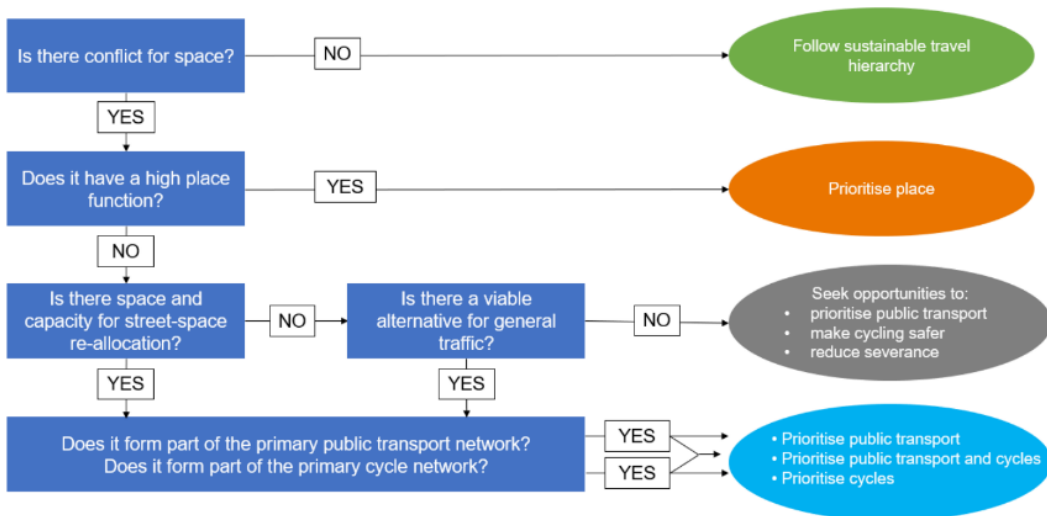 Is there conflict for space?
NO
Follow sustainable travel
hierarchy
YES
Does it have a high place
function?
YES
Prioritise place
NO
Is there space and
capacity for street-space
re-allocation?
NO
Is there a viable
alternative for general
traffic?
NO
Seek opportunities to:
• prioritise public transport
• make cycling safer
• reduce severance
YES
YES
Does it form part of the primary public transport network?
Does it form part of the primary cycle network?
YES
YES
• Prioritise public transport
• Prioritise public transport and cycles
• Prioritise cycles